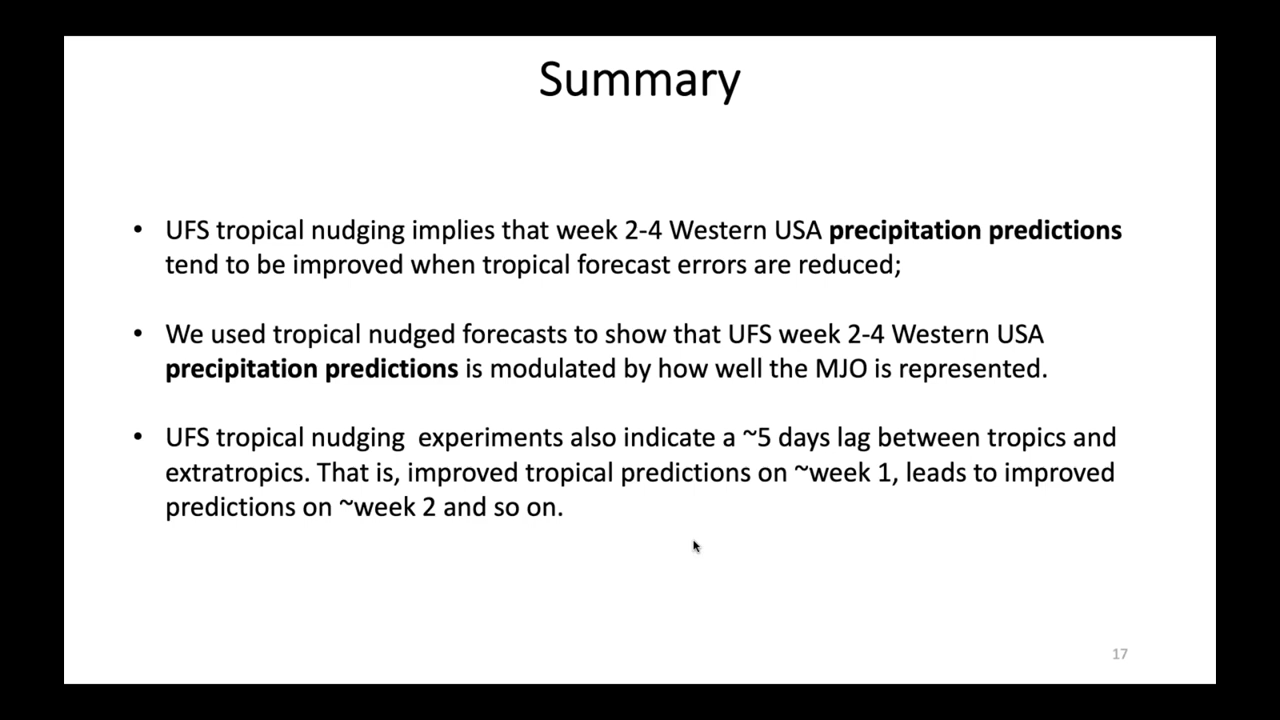 Summary
• UFS tropical nudging implies that week 2-4 Western USA precipitation predictions
tend to be improved when tropical forecast errors are reduced;
• We used tropical nudged forecasts to show that UFS week 2-4 Western USA
precipitation predictions is modulated by how well the MJO is represented.
• UFS tropical nudging  experiments also indicate a ~5 days lag between tropics and
extratropics. That is, improved tropical predictions on ~week 1, leads to improved
predictions on ~week 2 and so on.
17